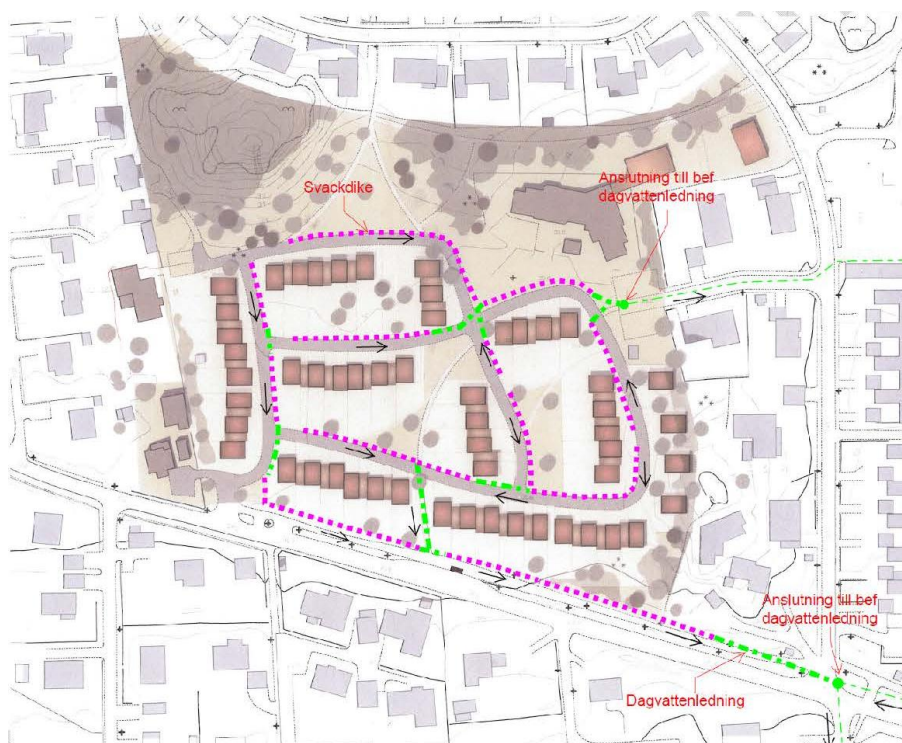 Anslutning till bef
dagvattenledning
Svackdike
Anslutning till bef
dagvattenledning
Dagvattenledning